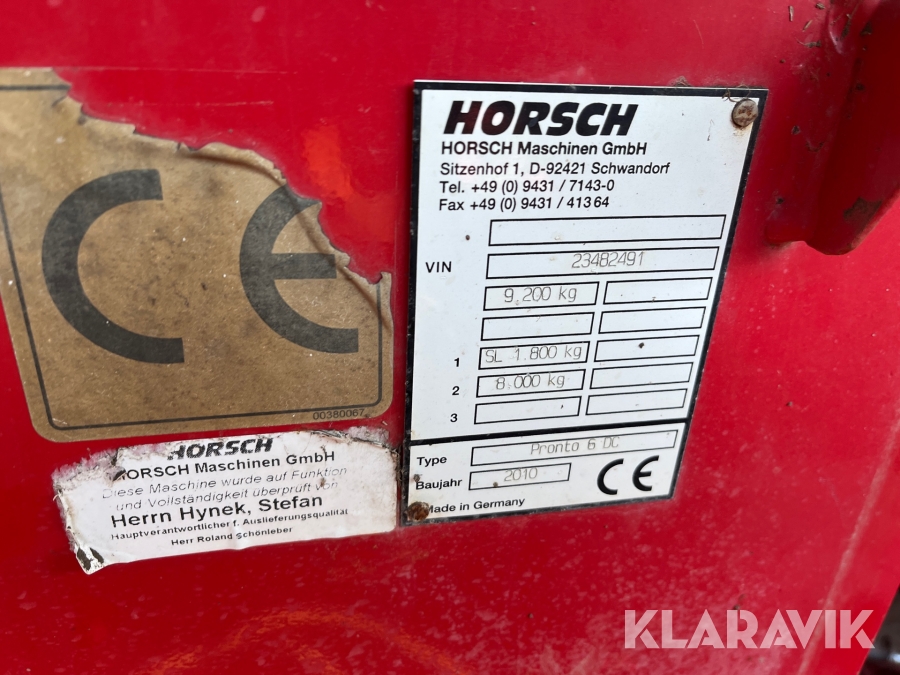 CE
00380067
HORSCH
HORSCH Maschinen GmbH
Sitzenhof 1, D-92421 Schwandorf
Tel. +49 (0) 9431 / 7143-0
Fax +49 (0) 9431 / 41364
VIN 23482491
9.200 kg
1 SL 1.800 kg
2 8.000 kg
3
Type Pronto 6 DC
Baujahr 2010 CE
Made in Germany
HORSCH
HORSCH Maschinen GmbH
Diese Maschine wurde auf Funktion
und Vollständigkeit überprüft von
Herrn Hynek, Stefan
Hauptverantwortlicher f. Auslieferungsqualität
Herr Roland Schönleber
KLARAVIK